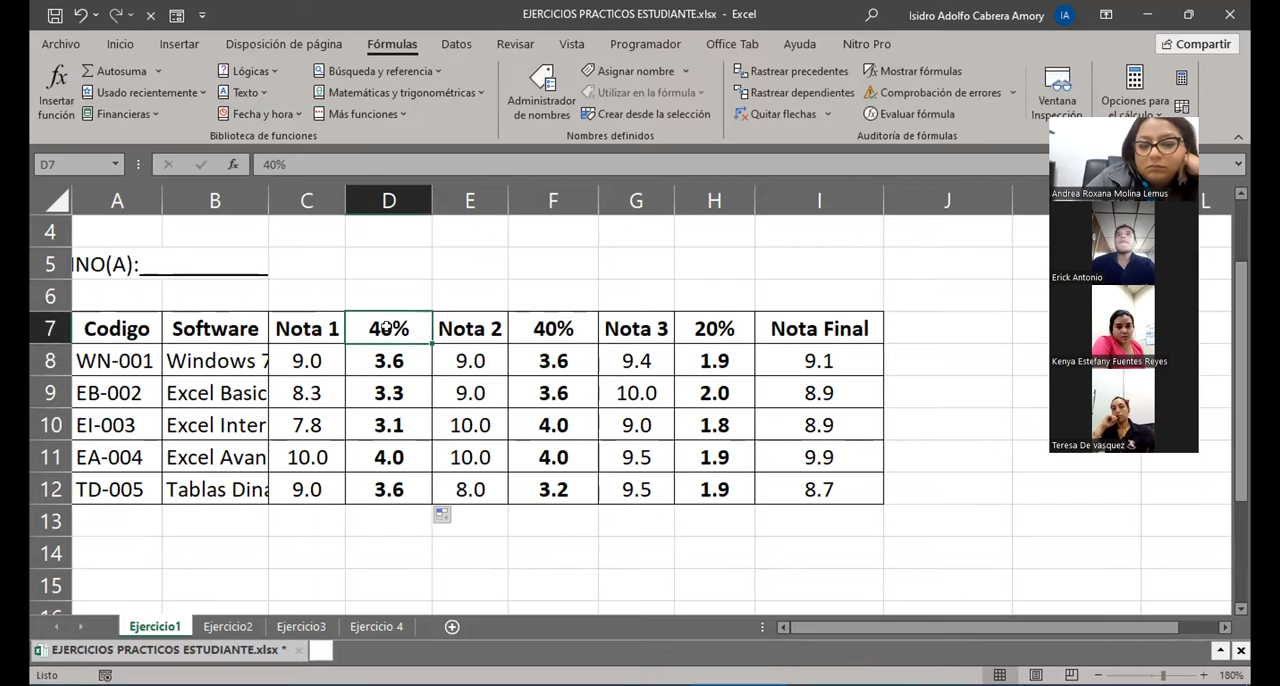 EJERCICIOS PRACTICOS ESTUDIANTE.xlsx - Excel
Isidro Adolfo Cabrera Amory IA
Archivo Inicio Insertar Disposición de página Fórmulas Datos Revisar Vista Programador Office Tab Ayuda Nitro Pro Compartir
fx Autosuma Lógicas Búsqueda y referencia Asignar nombre Rastrear precedentes Mostrar fórmulas
Insertar función Usado recientemente Texto Matemáticas y trigonométricas Administrador de nombres Utilizar en la fórmula Rastrear dependientes Comprobación de errores Ventana Inspección Opciones para el cálculo
Financieras Fecha y hora Más funciones Crear desde la selección Quitar flechas Evaluar fórmula
Biblioteca de funciones Nombres definidos Auditoría de fórmulas
D7 fx 40%
A B C D E F G H I J L
4
5 INO(A):___________
6
7 Codigo Software Nota 1 40% Nota 2 40% Nota 3 20% Nota Final
8 WN-001 Windows 7 9.0 3.6 9.0 3.6 9.4 1.9 9.1
9 EB-002 Excel Basic 8.3 3.3 9.0 3.6 10.0 2.0 8.9
10 EI-003 Excel Inter 7.8 3.1 10.0 4.0 9.0 1.8 8.9
11 EA-004 Excel Avan 10.0 4.0 10.0 4.0 9.5 1.9 9.9
12 TD-005 Tablas Diná 9.0 3.6 8.0 3.2 9.5 1.9 8.7
13
14
15
Andrea Roxana Molina Lemus
Erick Antonio
Kenya Estefany Fuentes Reyes
Teresa De vasquez
Ejercicio1 Ejercicio2 Ejercicio3 Ejercicio 4
EJERCICIOS PRACTICOS ESTUDIANTE.xlsx *
Listo 180%